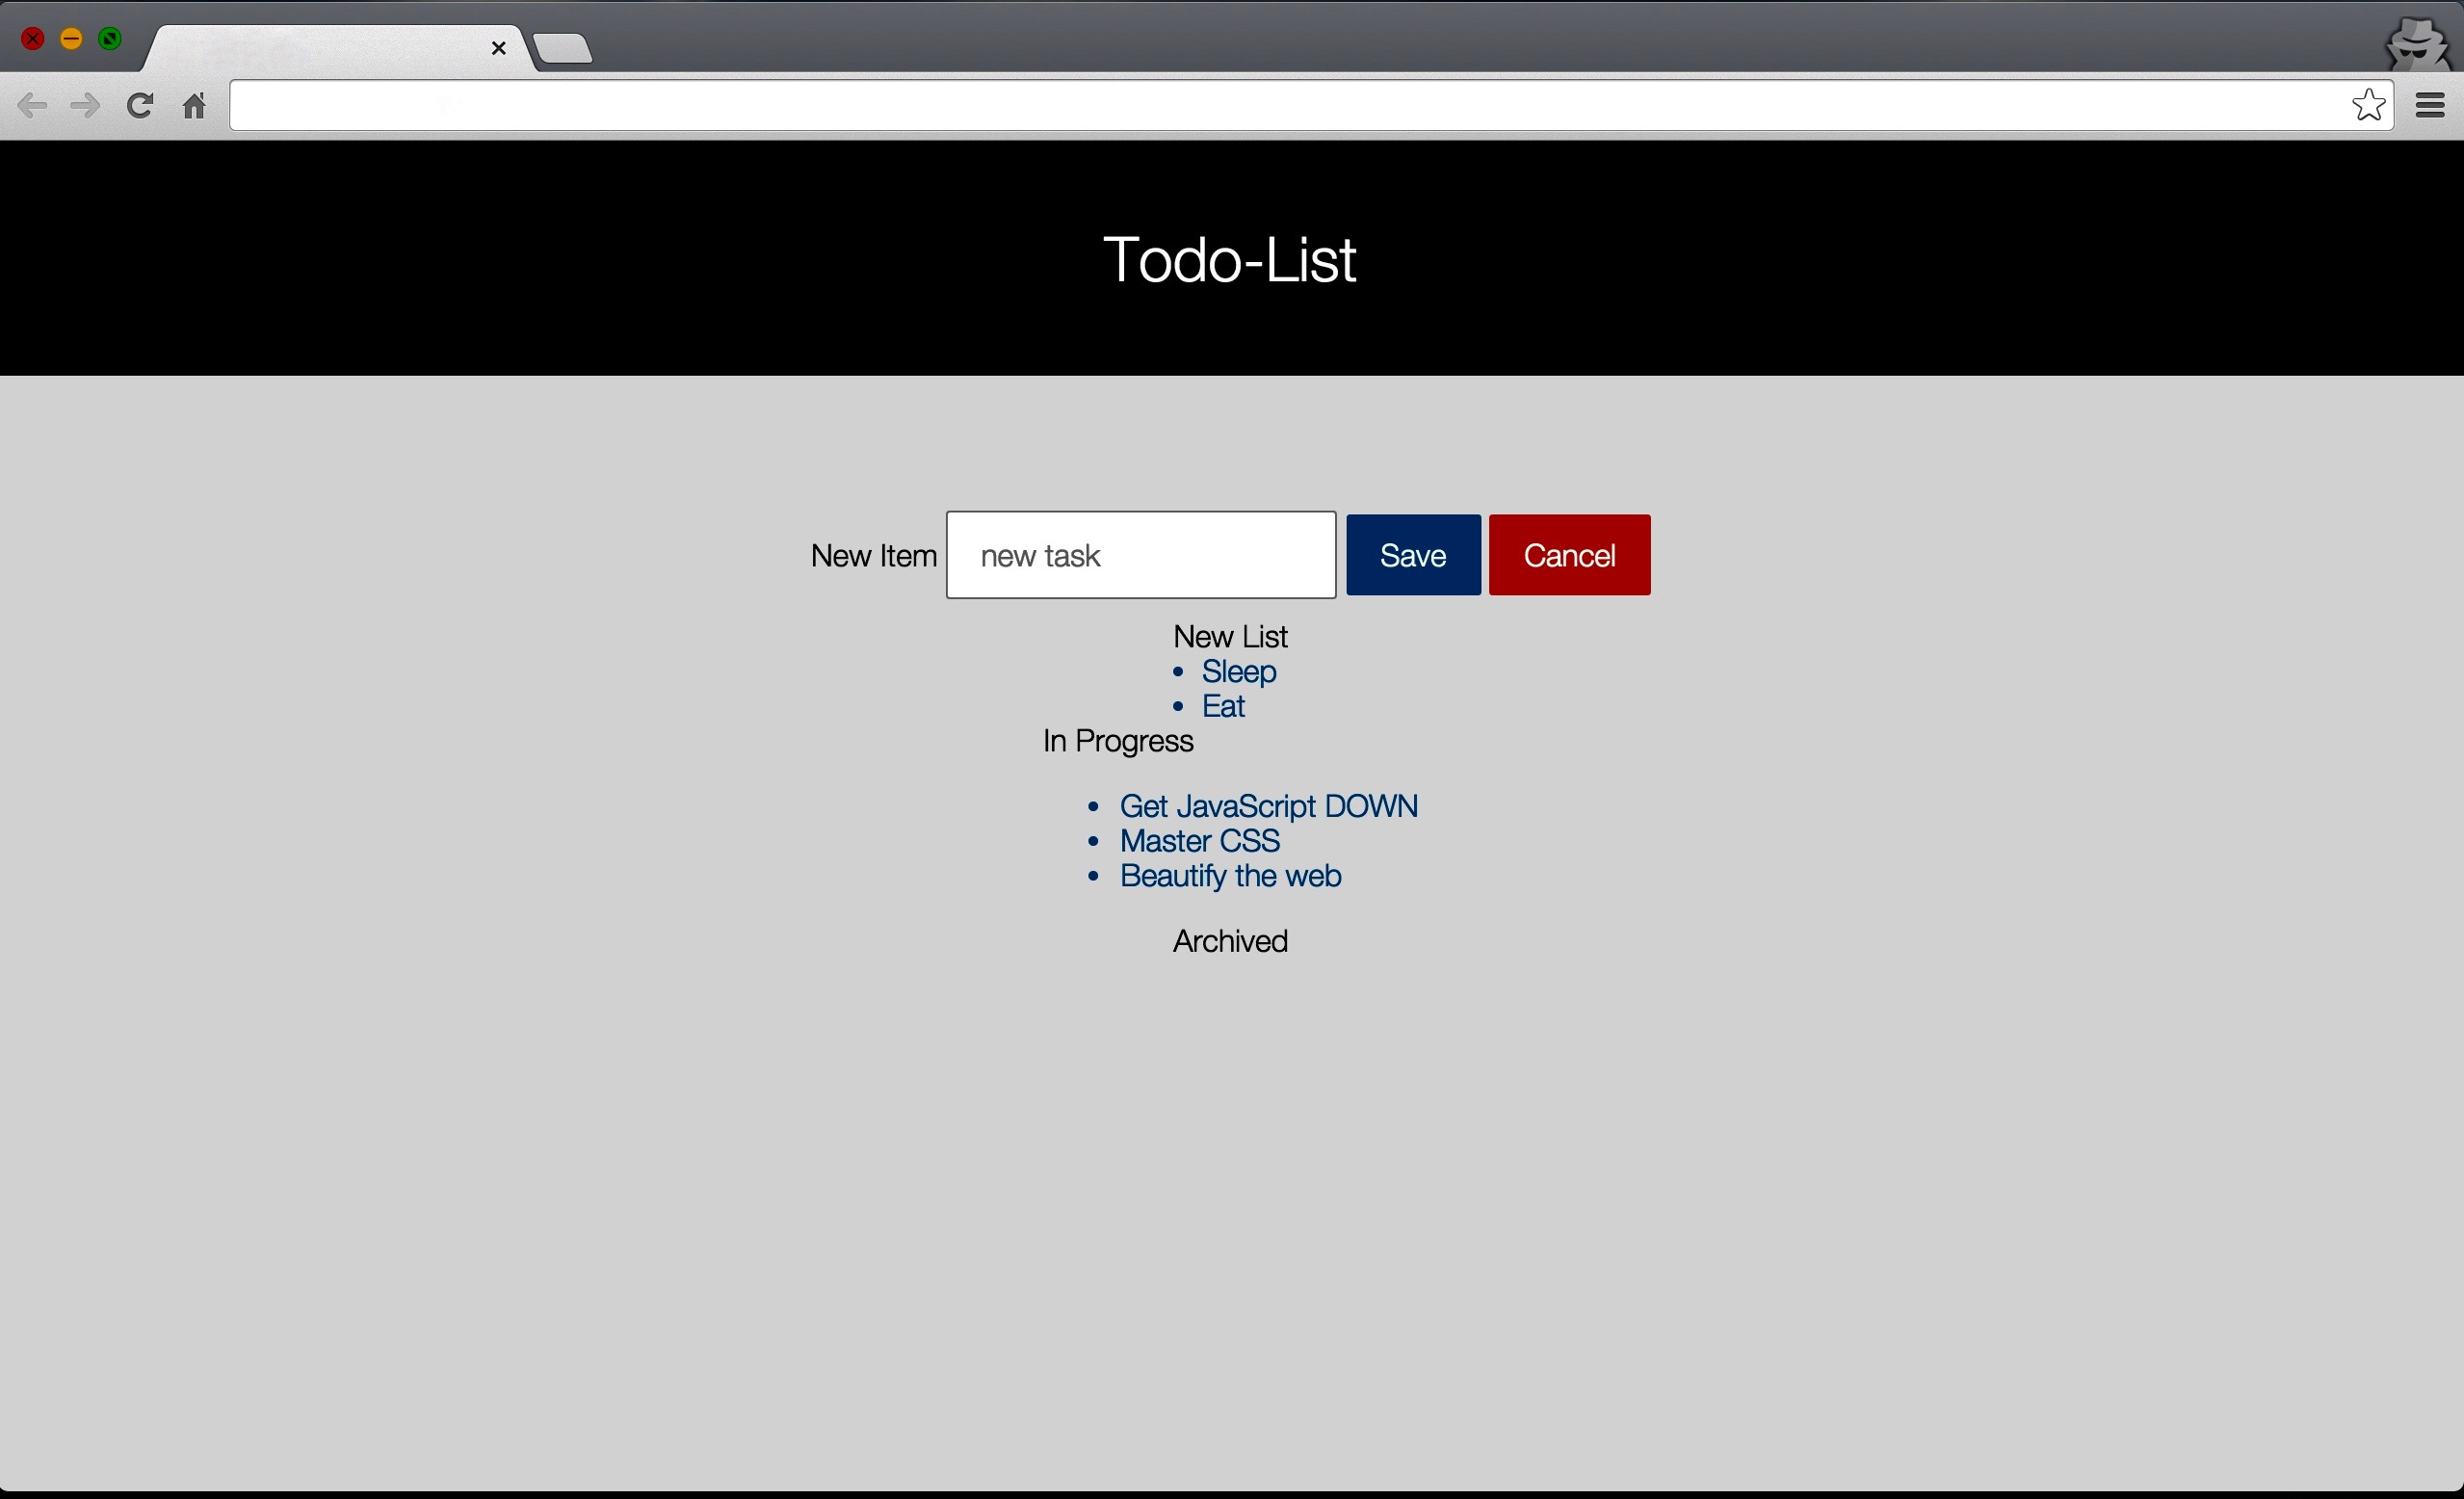 Todo-List
New Item new task Save Cancel
New List
Sleep
Eat
In Progress
Get JavaScript DOWN
Master CSS
Beautify the web
Archived